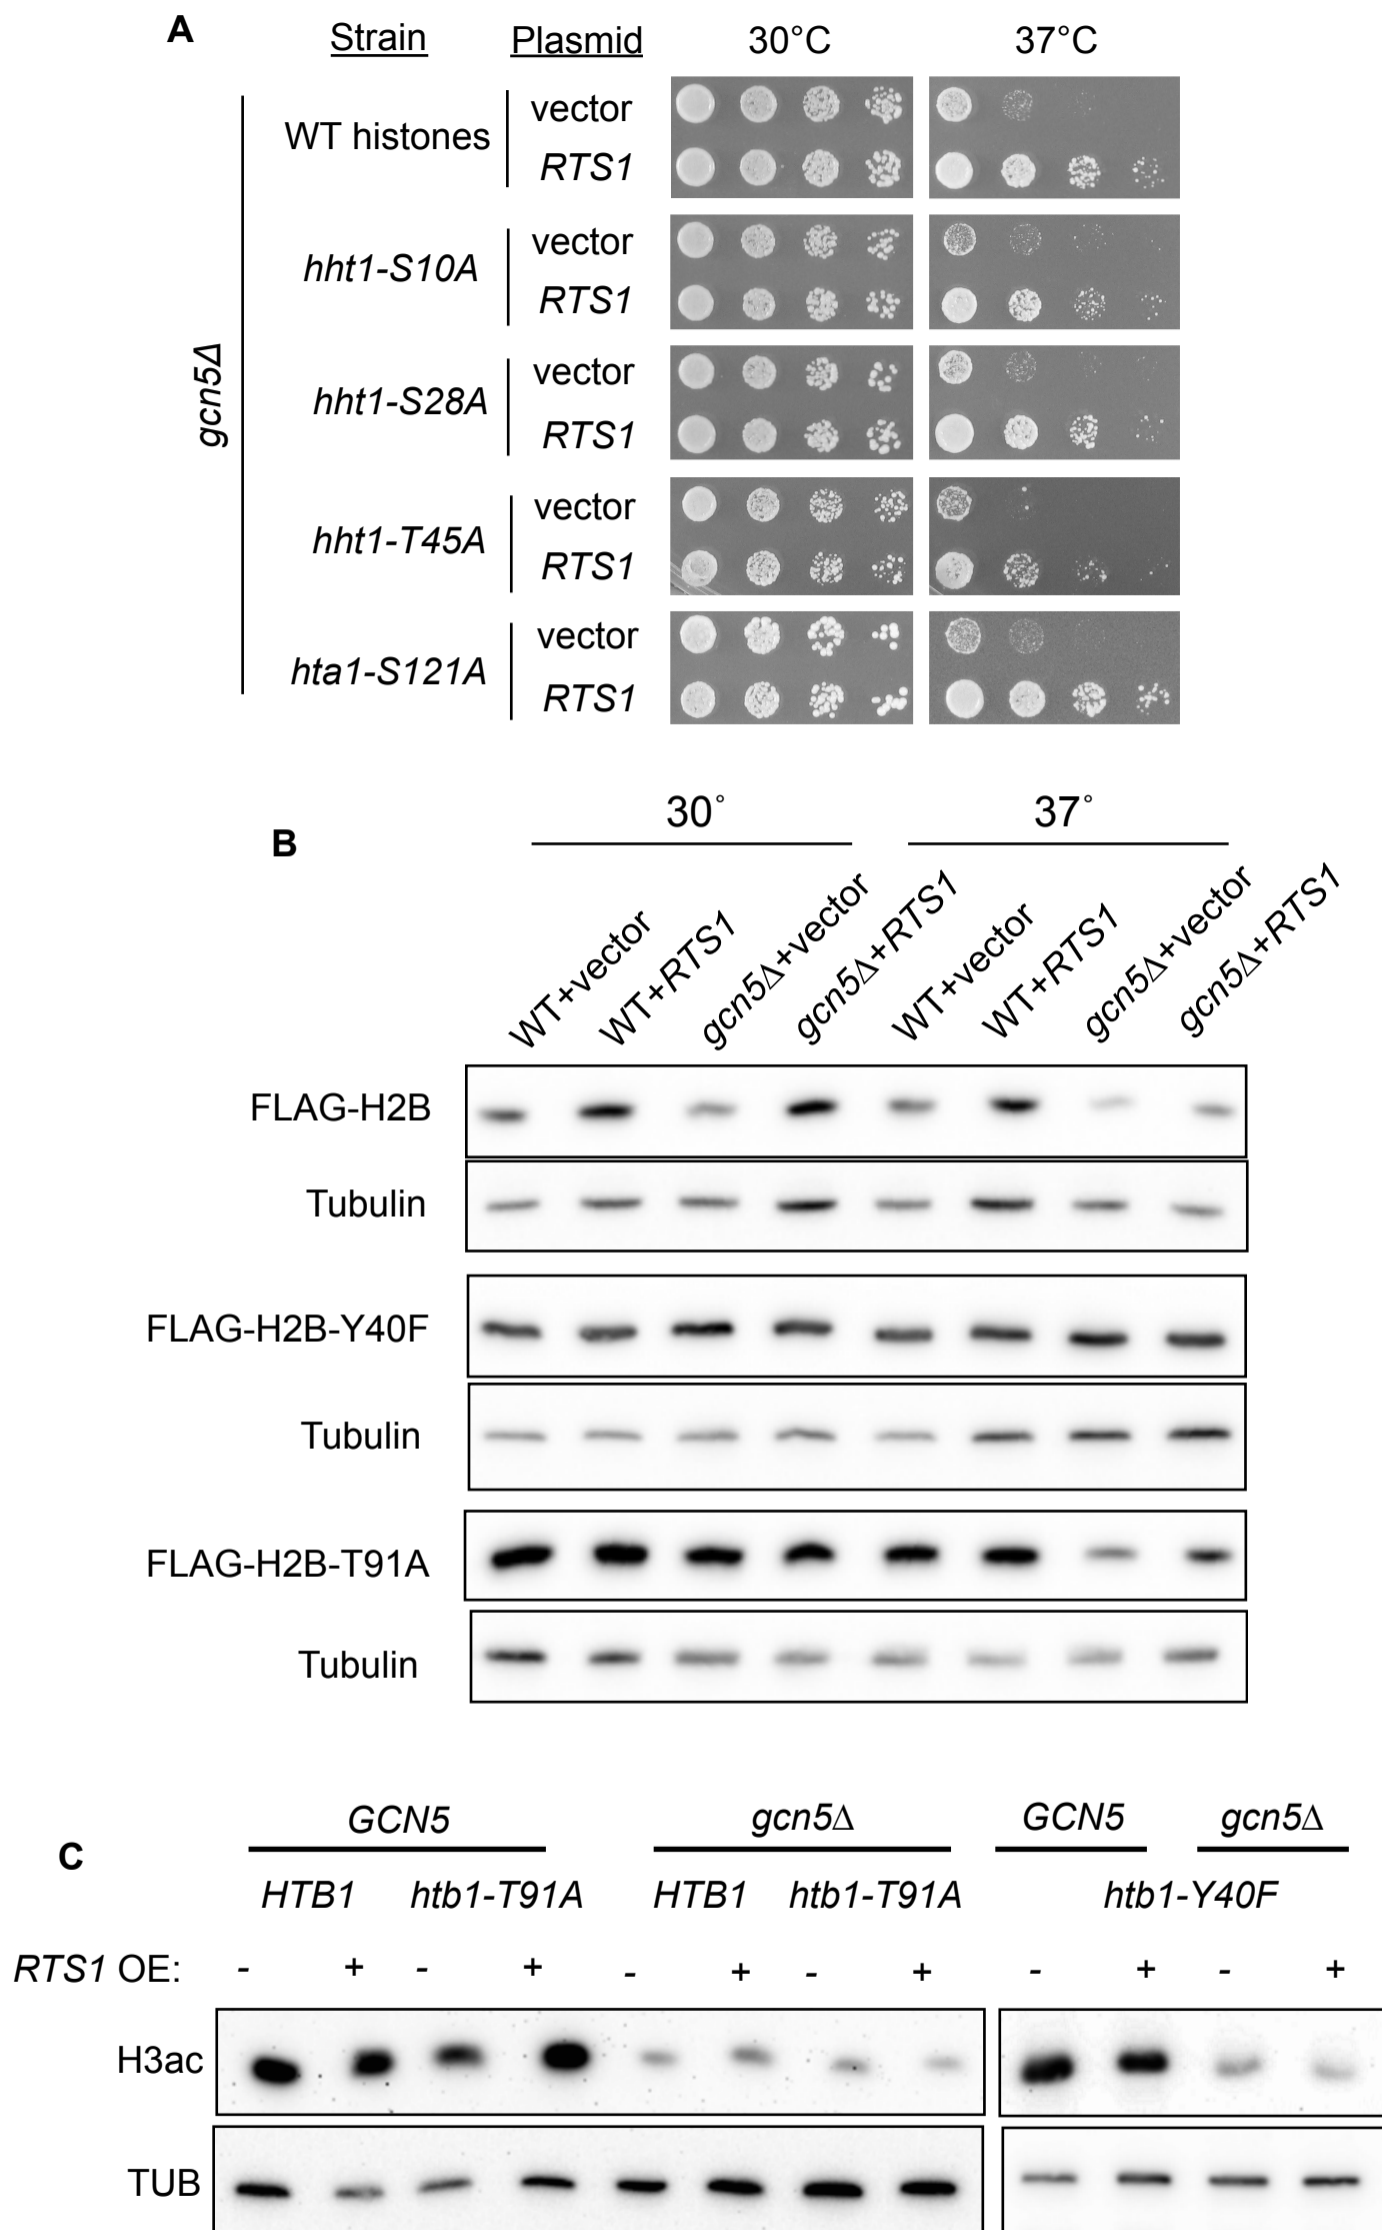 A
Strain Plasmid 30°C 37°C
gcn5Δ
WT histones
vector
RTS1
hht1-S10A
vector
RTS1
hht1-S28A
vector
RTS1
hht1-T45A
vector
RTS1
hta1-S121A
vector
RTS1
B
30° 37°
WT+vector WT+RTS1 gcn5Δ+vector gcn5Δ+RTS1 WT+vector WT+RTS1 gcn5Δ+vector gcn5Δ+RTS1
FLAG-H2B
Tubulin
FLAG-H2B-Y40F
Tubulin
FLAG-H2B-T91A
Tubulin
C
GCN5 gcn5Δ GCN5 gcn5Δ
HTB1 htb1-T91A HTB1 htb1-T91A htb1-Y40F
RTS1 OE: - + - + - + - + - + - +
H3ac
TUB